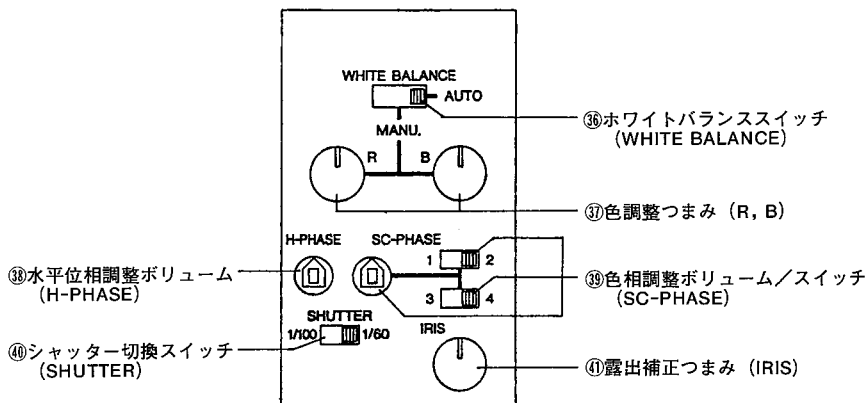 WHITE BALANCE
AUTO
MANU.
R
B
㊱ホワイトバランススイッチ
(WHITE BALANCE)
㊲色調整つまみ (R, B)
H-PHASE
SC-PHASE
1
2
3
4
㊳水平位相調整ボリューム
(H-PHASE)
㊴色相調整ボリューム／スイッチ
(SC-PHASE)
SHUTTER
1/100
1/60
IRIS
㊵シャッター切換スイッチ
(SHUTTER)
㊶露出補正つまみ (IRIS)